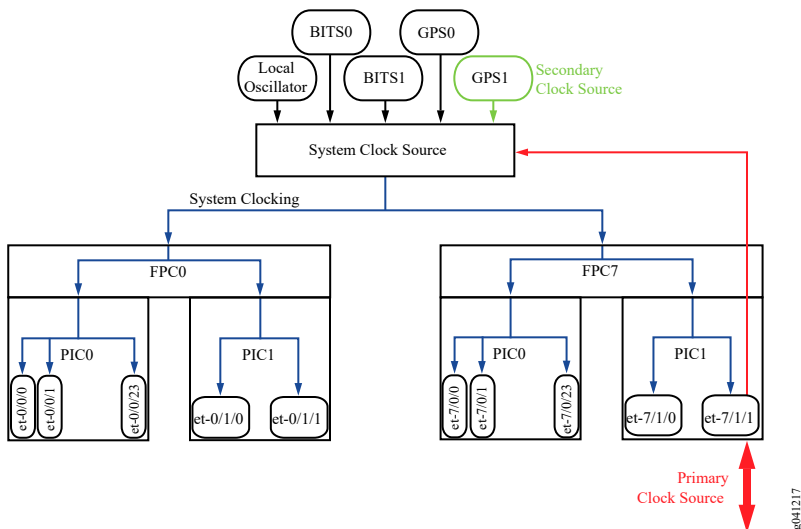 BITS0
GPS0
Local
Oscillator
BITS1
GPS1
Secondary
Clock Source
System Clock Source
System Clocking
FPC0
FPC7
PIC0
PIC1
PIC0
PIC1
et-0/0/0
et-0/0/1
et-0/0/23
et-0/1/0
et-0/1/1
et-7/0/0
et-7/0/1
et-7/0/23
et-7/1/0
et-7/1/1
Primary
Clock Source
g041217